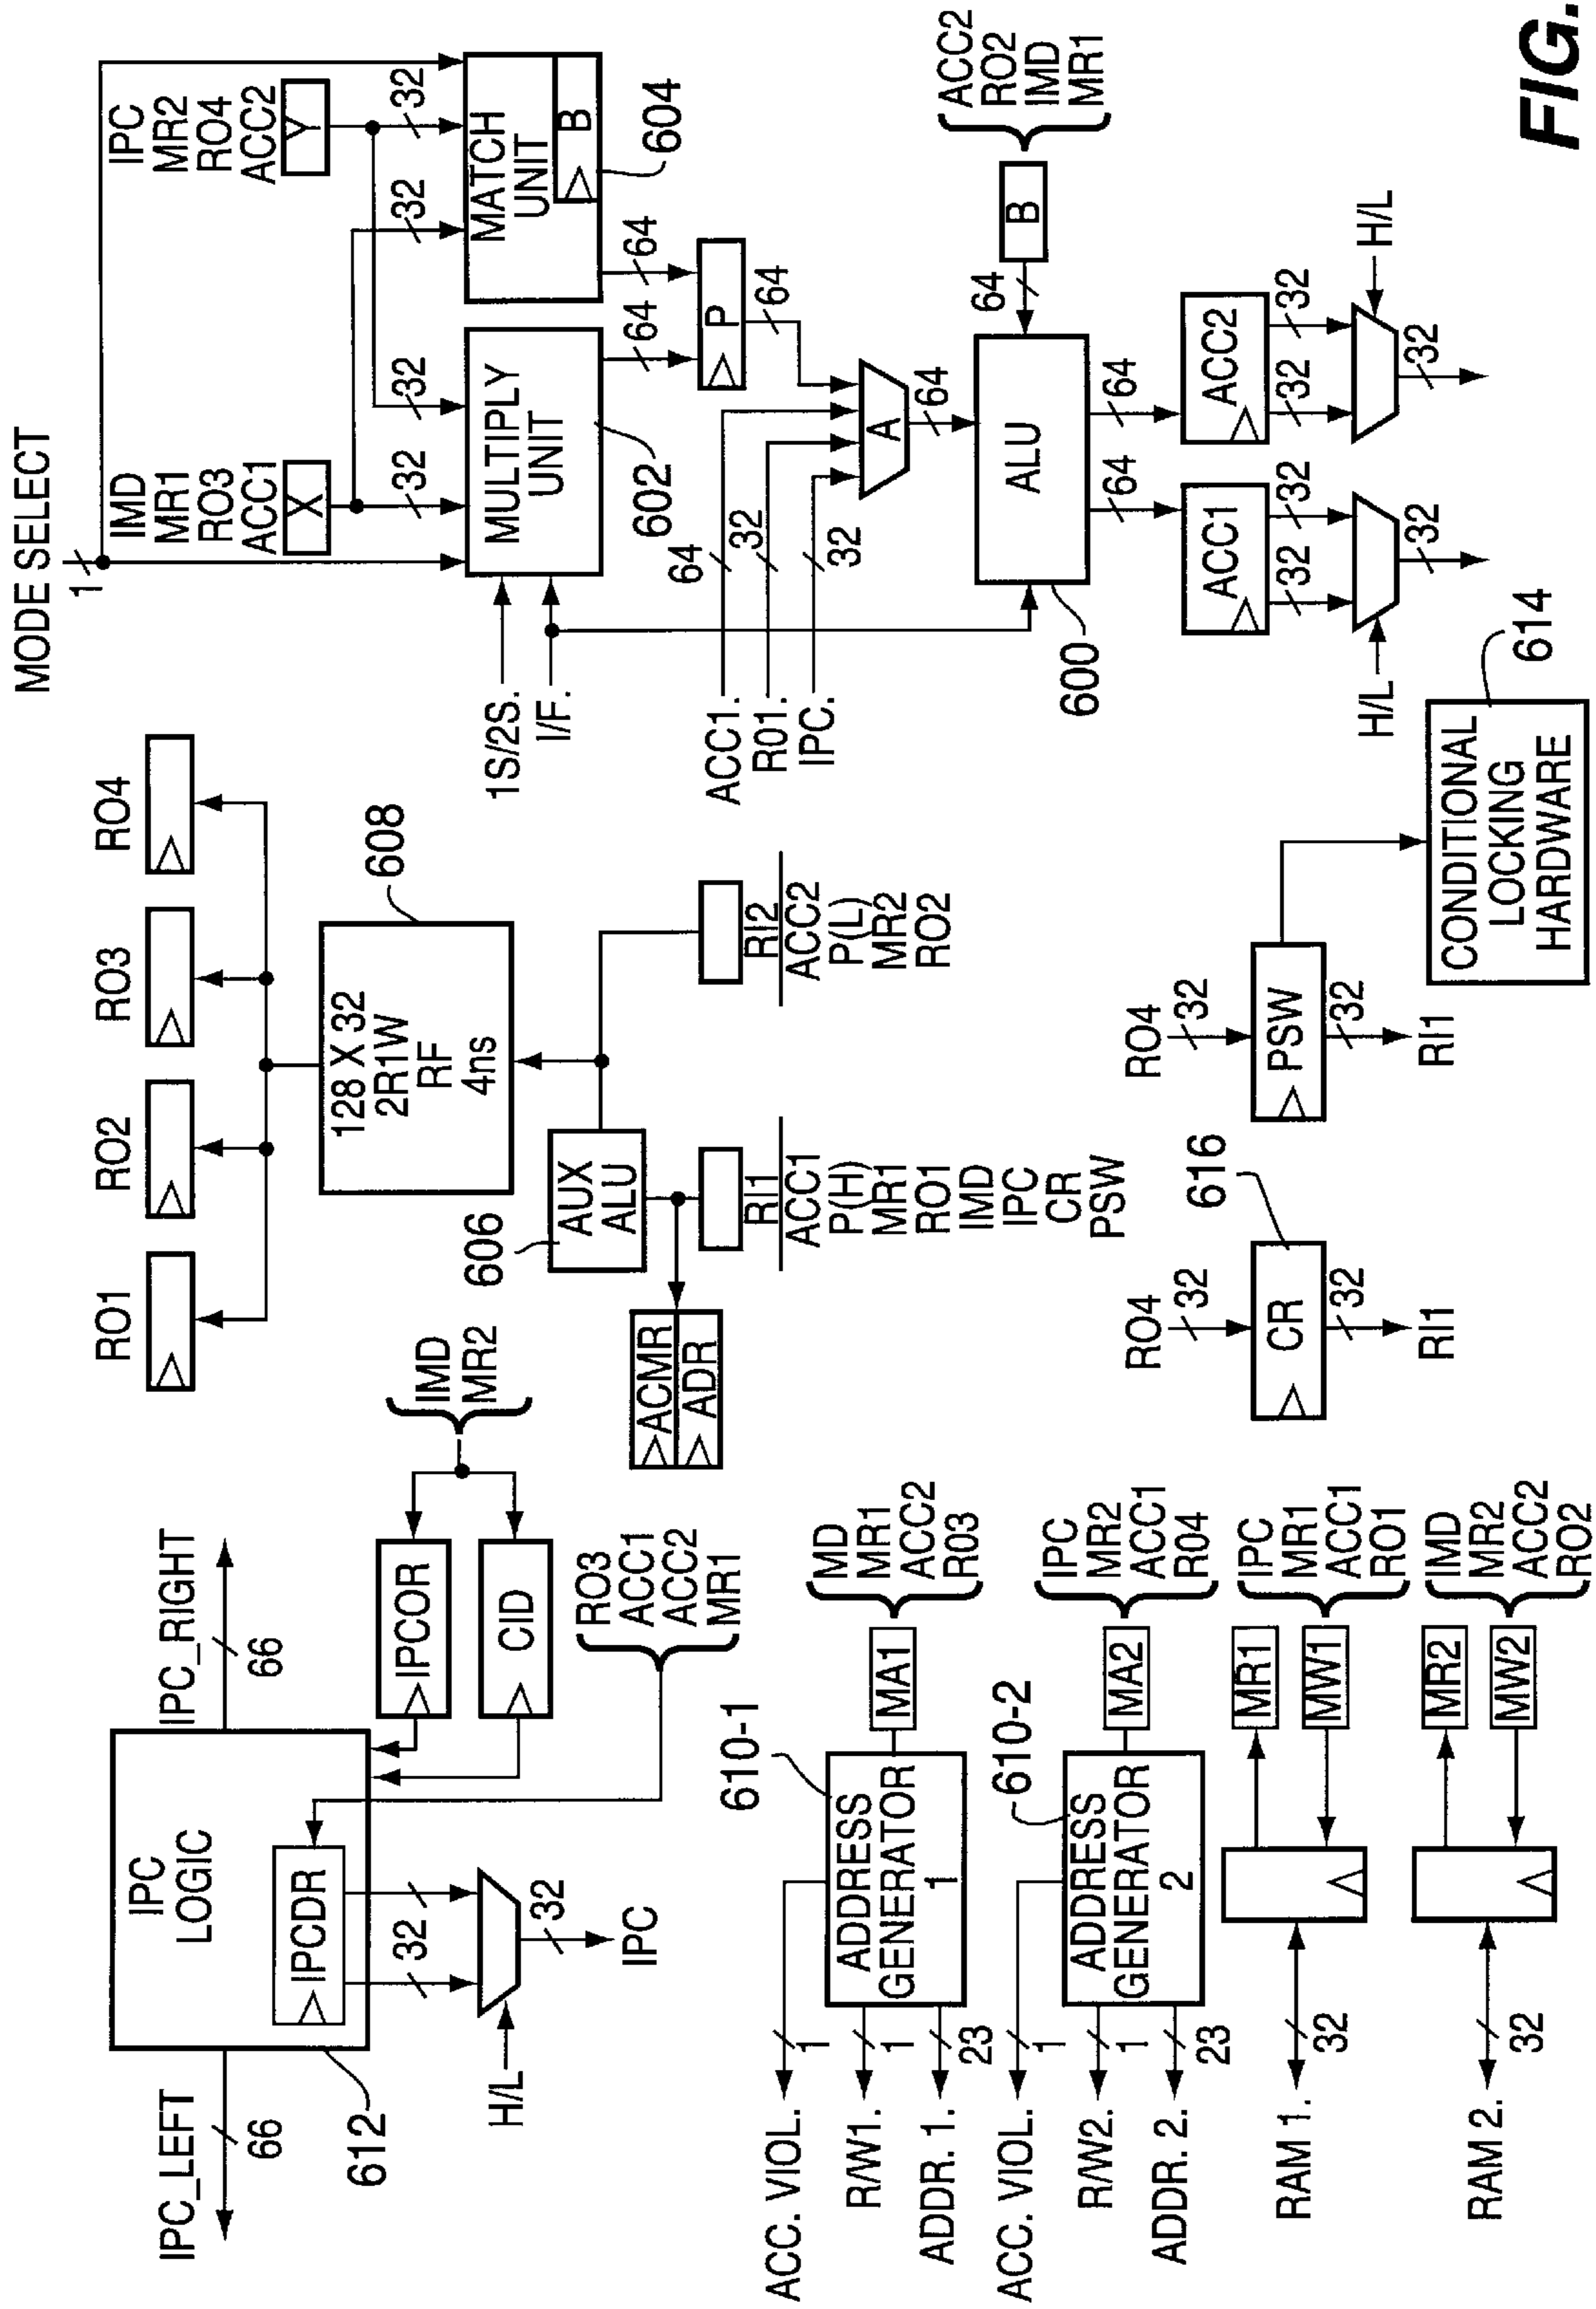 IPC_LEFT
66
IPC_RIGHT
66
IPC
LOGIC
IPCDR
612
32
H/L
32
IPC
IPCOR
CID
IMD
MR2
RO3
ACC1
ACC2
MR1
RO1
RO2
RO3
RO4
128 X 32
2R1W
RF
4ns
608
AUX
ALU
606
ACMR
ADR
RI1
ACC1
P(H)
MR1
RO1
IMD
IPC
CR
PSW
RI2
ACC2
P(L)
MR2
RO2
MODE SELECT
1
IMD
MR1
RO3
ACC1
X
IPC
MR2
RO4
ACC2
Y
32
32
32
32
1S/2S.
I/F.
MULTIPLY
UNIT
602
MATCH
UNIT
B
604
64
64
P
64
ACC1.
R01.
IPC.
64
32
32
A
64
ALU
600
64
B
ACC2
RO2
IMD
MR1
64
64
ACC1
ACC2
32
32
32
32
H/L
H/L
32
32
ACC. VIOL.
1
R/W1.
1
ADDR. 1.
23
ADDRESS
GENERATOR
1
610-1
MA1
MD
MR1
ACC2
R03
ACC. VIOL.
1
R/W2.
1
ADDR. 2.
23
ADDRESS
GENERATOR
2
610-2
MA2
IPC
MR2
ACC1
R04
RAM 1.
32
MR1
MW1
IPC
MR1
ACC1
RO1
RAM 2.
32
MR2
MW2
IMD
MR2
ACC2
RO2
RO4
32
CR
616
32
RI1
RO4
32
PSW
32
RI1
CONDITIONAL
LOCKING
HARDWARE
614
FIG.